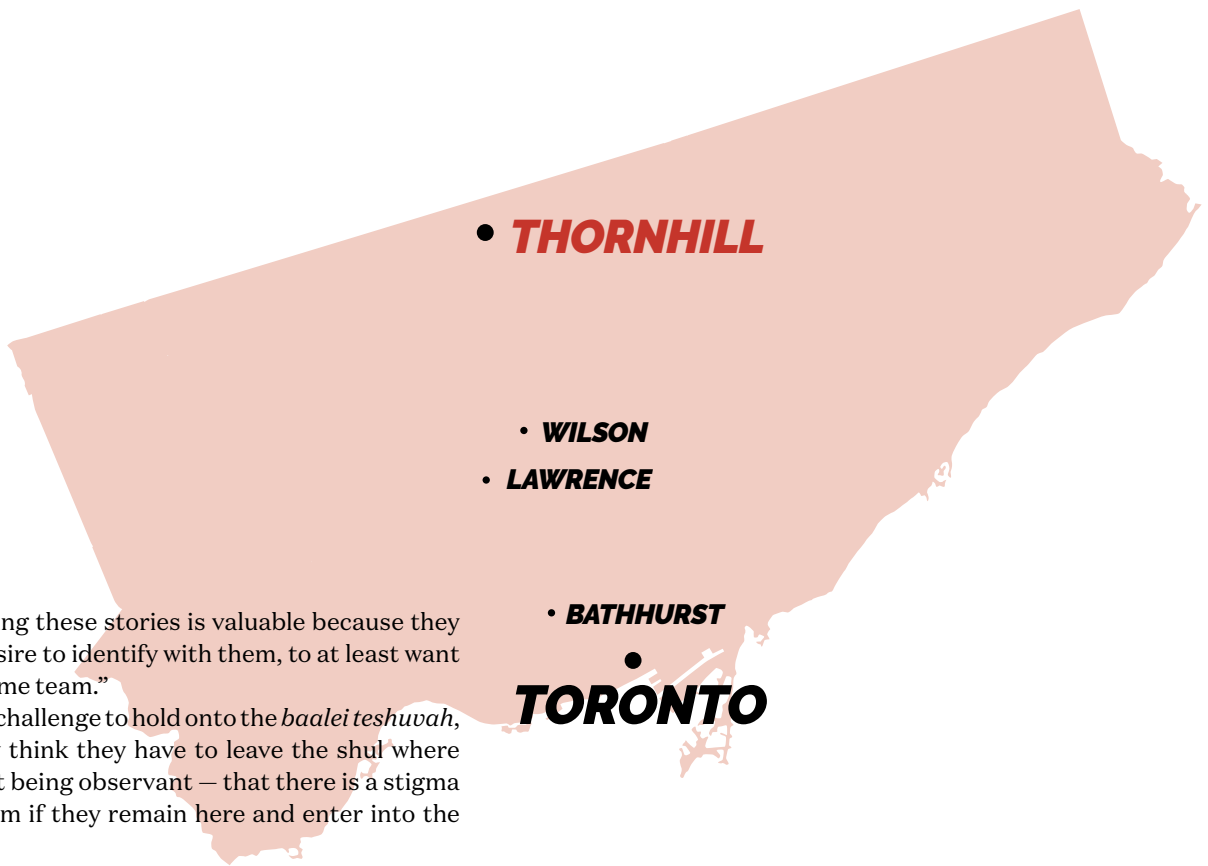 THORNHILL
WILSON
LAWRENCE
BATHHURST
TORONTO
ng these stories is valuable because they
sire to identify with them, to at least want
me team.”
challenge to hold onto the baalei teshuvah,
think they have to leave the shul where
t being observant — that there is a stigma
m if they remain here and enter into the